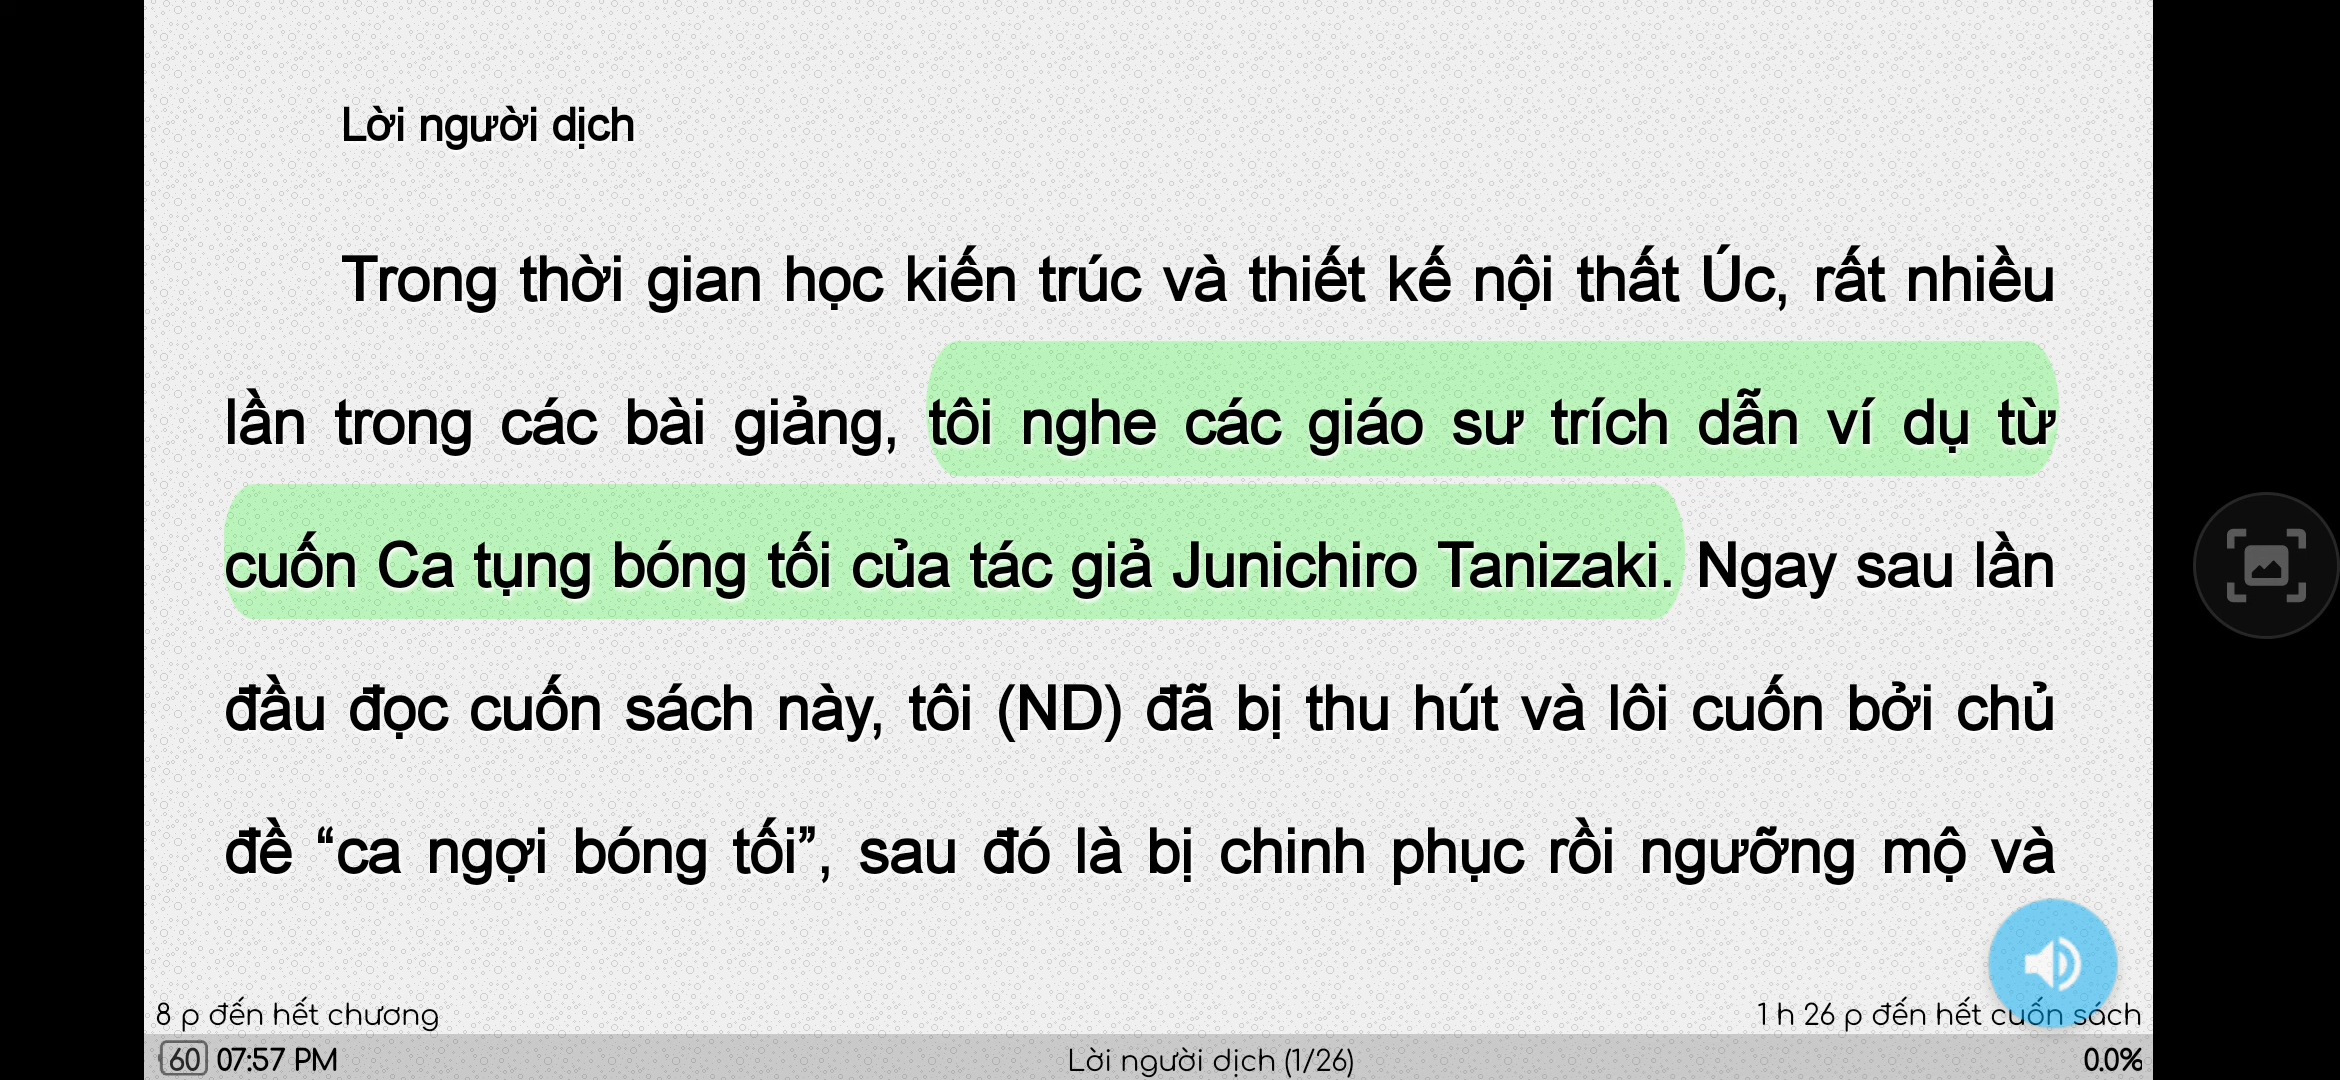 Lời người dịch
Trong thời gian học kiến trúc và thiết kế nội thất Úc, rất nhiều
lần trong các bài giảng, tôi nghe các giáo sư trích dẫn ví dụ từ
cuốn Ca tụng bóng tối của tác giả Junichiro Tanizaki. Ngay sau lần
đầu đọc cuốn sách này, tôi (ND) đã bị thu hút và lôi cuốn bởi chủ
đề “ca ngợi bóng tối”, sau đó là bị chinh phục rồi ngưỡng mộ và
8 p đến hết chương
1 h 26 p đến hết cuốn sách
60 07:57 PM
Lời người dịch (1/26)
0.0%